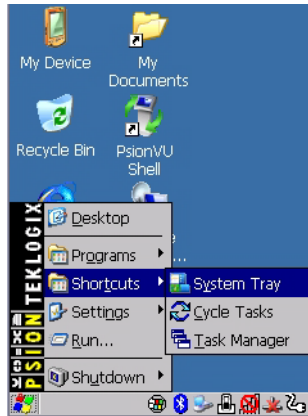 My Device
My
Documents
Recycle Bin
PsionVU
Shell
...
PSION TEKLOGIX
Desktop
Programs
Shortcuts
Settings
Run...
Shutdown
System Tray
Cycle Tasks
Task Manager